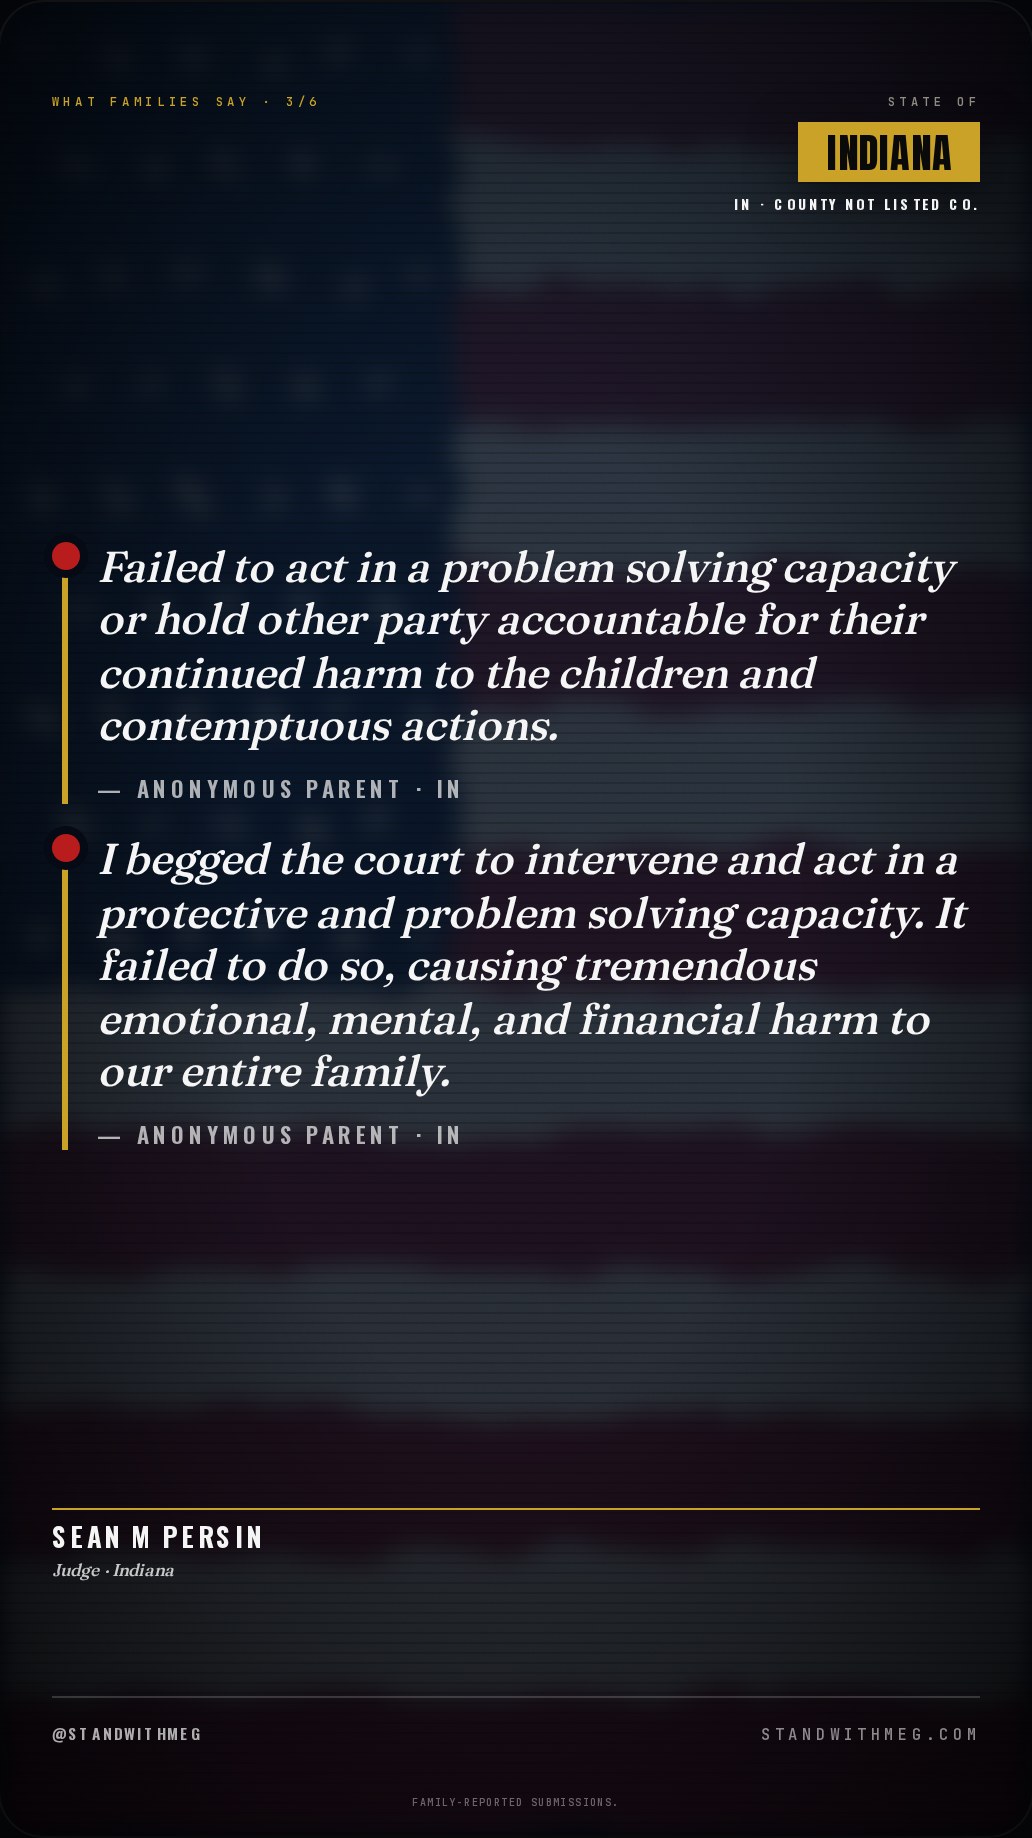 WHAT FAMILIES SAY · 3/6
STATE OF
INDIANA
IN · COUNTY NOT LISTED CO.
Failed to act in a problem solving capacity
or hold other party accountable for their
continued harm to the children and
contemptuous actions.
— ANONYMOUS PARENT · IN
I begged the court to intervene and act in a
protective and problem solving capacity. It
failed to do so, causing tremendous
emotional, mental, and financial harm to
our entire family.
— ANONYMOUS PARENT · IN
SEAN M PERSIN
Judge · Indiana
@STANDWITHMEG
STANDWITHMEG.COM
FAMILY-REPORTED SUBMISSIONS.